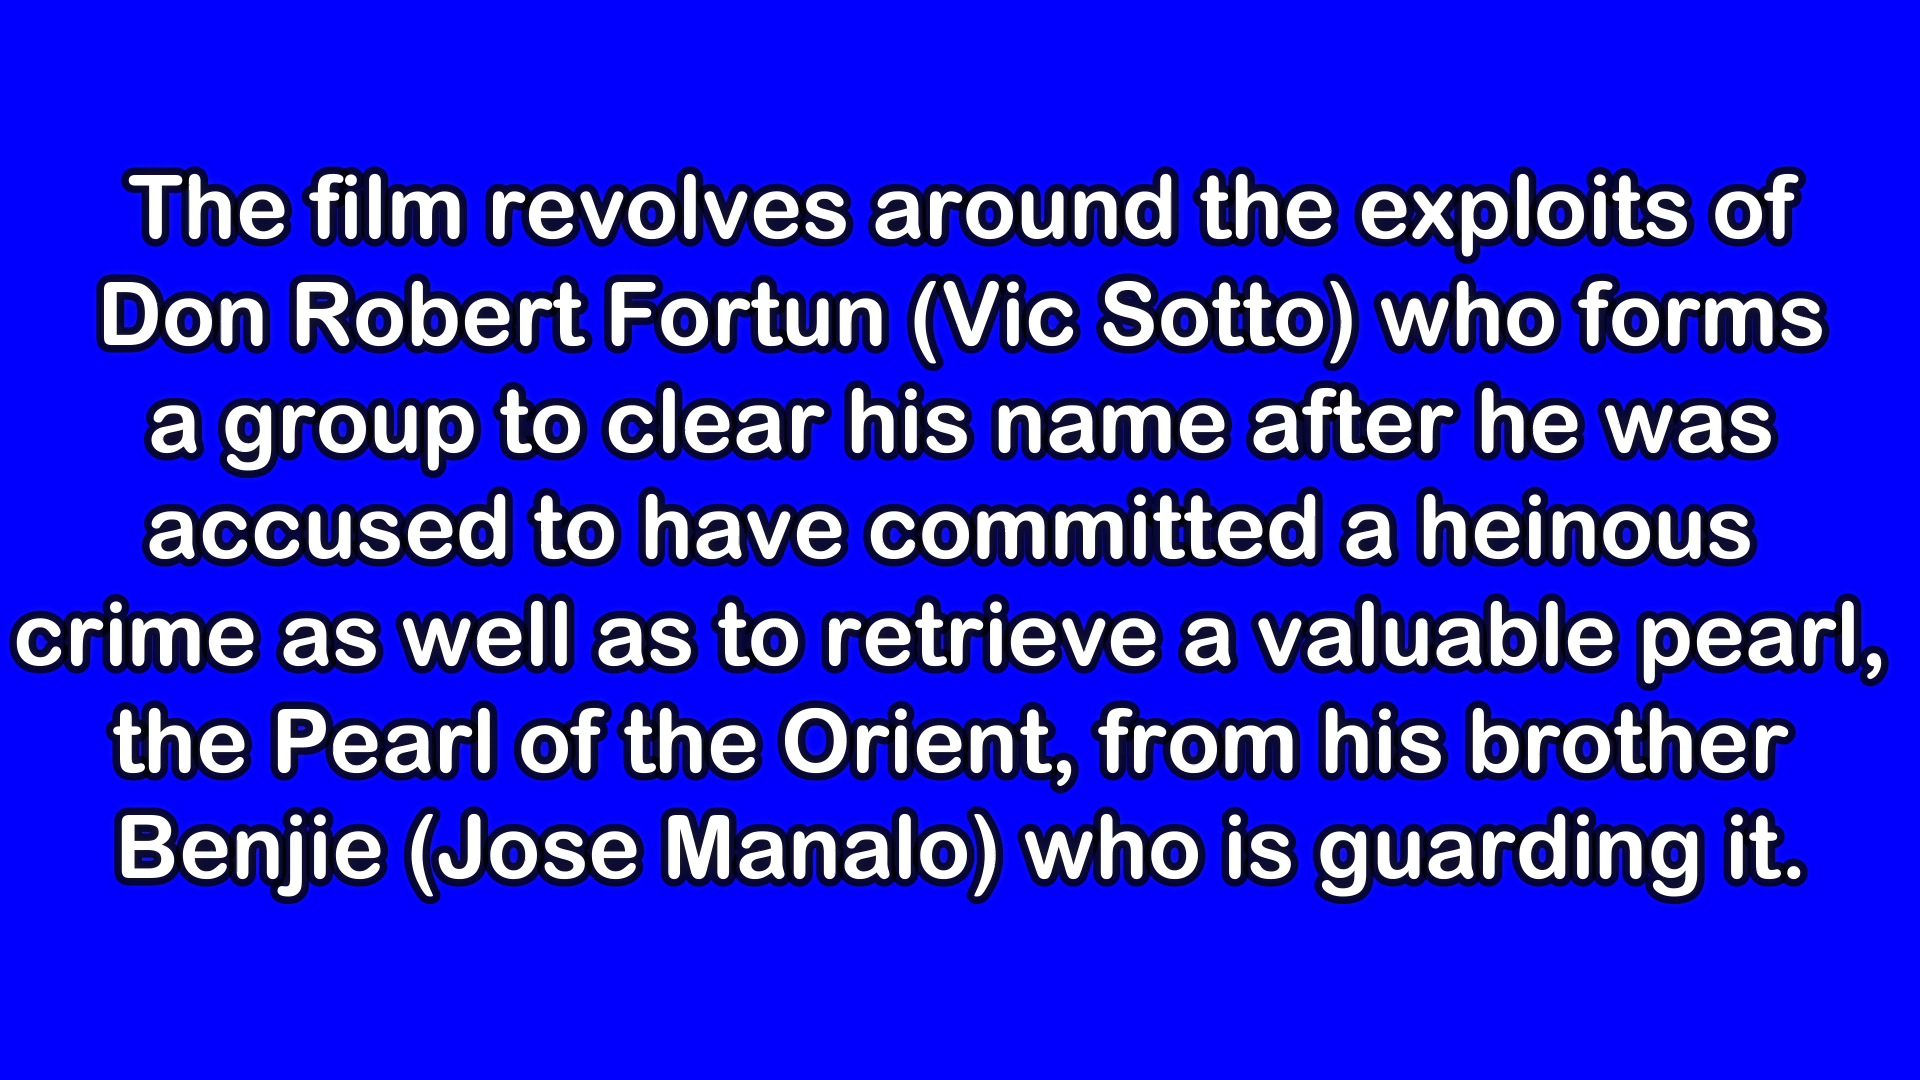 The film revolves around the exploits of
Don Robert Fortun (Vic Sotto) who forms
a group to clear his name after he was
accused to have committed a heinous
crime as well as to retrieve a valuable pearl,
the Pearl of the Orient, from his brother
Benjie (Jose Manalo) who is guarding it.